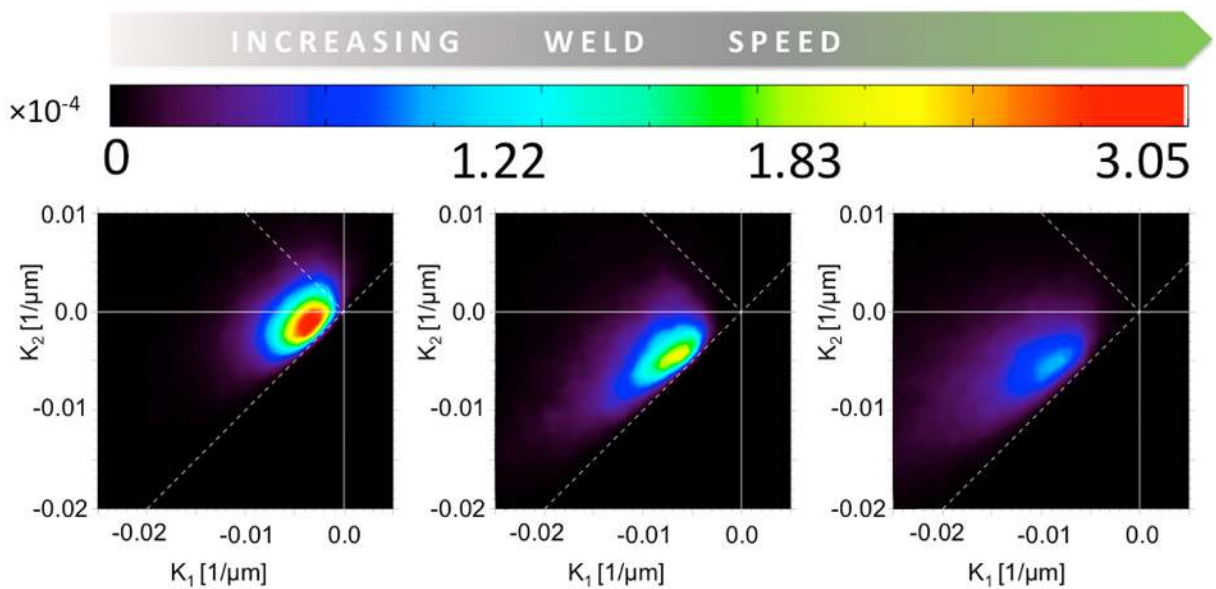 INCREASING WELD SPEED
×10⁻⁴
0 1.22 1.83 3.05
0.01 0.01 0.01
K₂ [1/µm] K₂ [1/µm] K₂ [1/µm]
0.0 0.0 0.0
-0.01 -0.01 -0.01
-0.02 -0.02 -0.02
-0.02 -0.01 0.0 -0.02 -0.01 0.0 -0.02 -0.01 0.0
K₁ [1/µm] K₁ [1/µm] K₁ [1/µm]